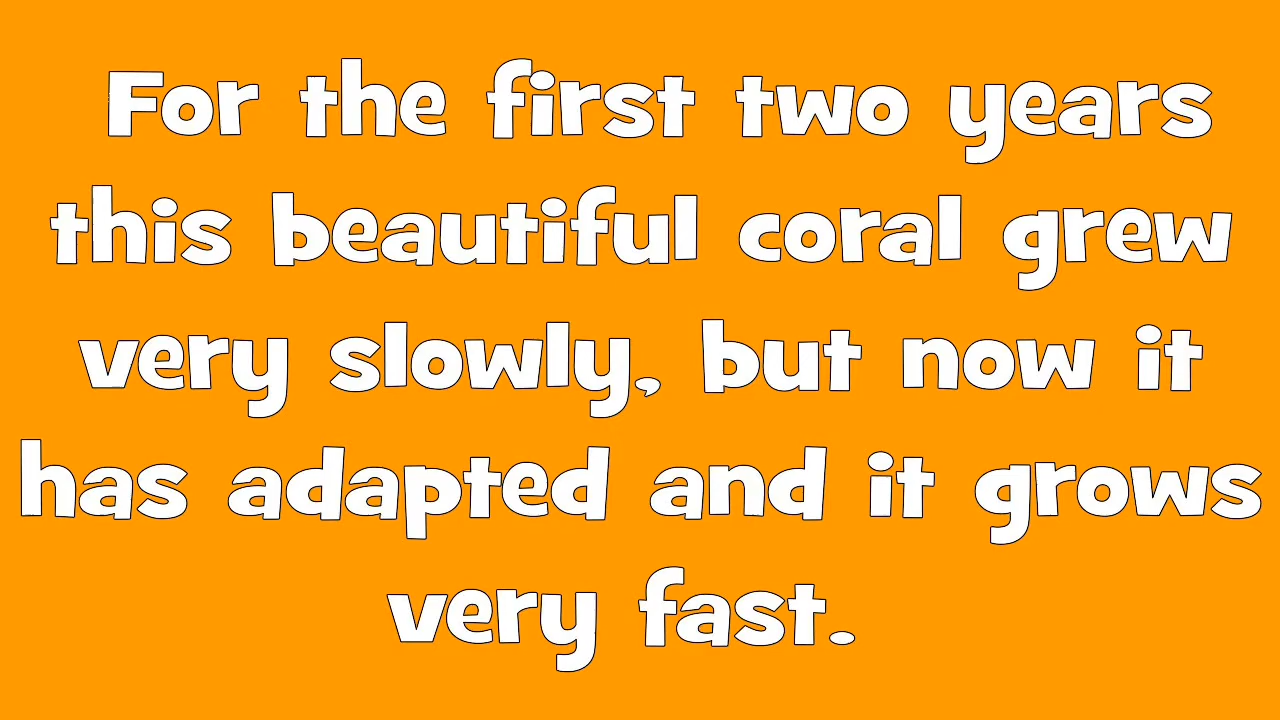 For the first two years
this beautiful coral grew
very slowly, but now it
has adapted and it grows
very fast.